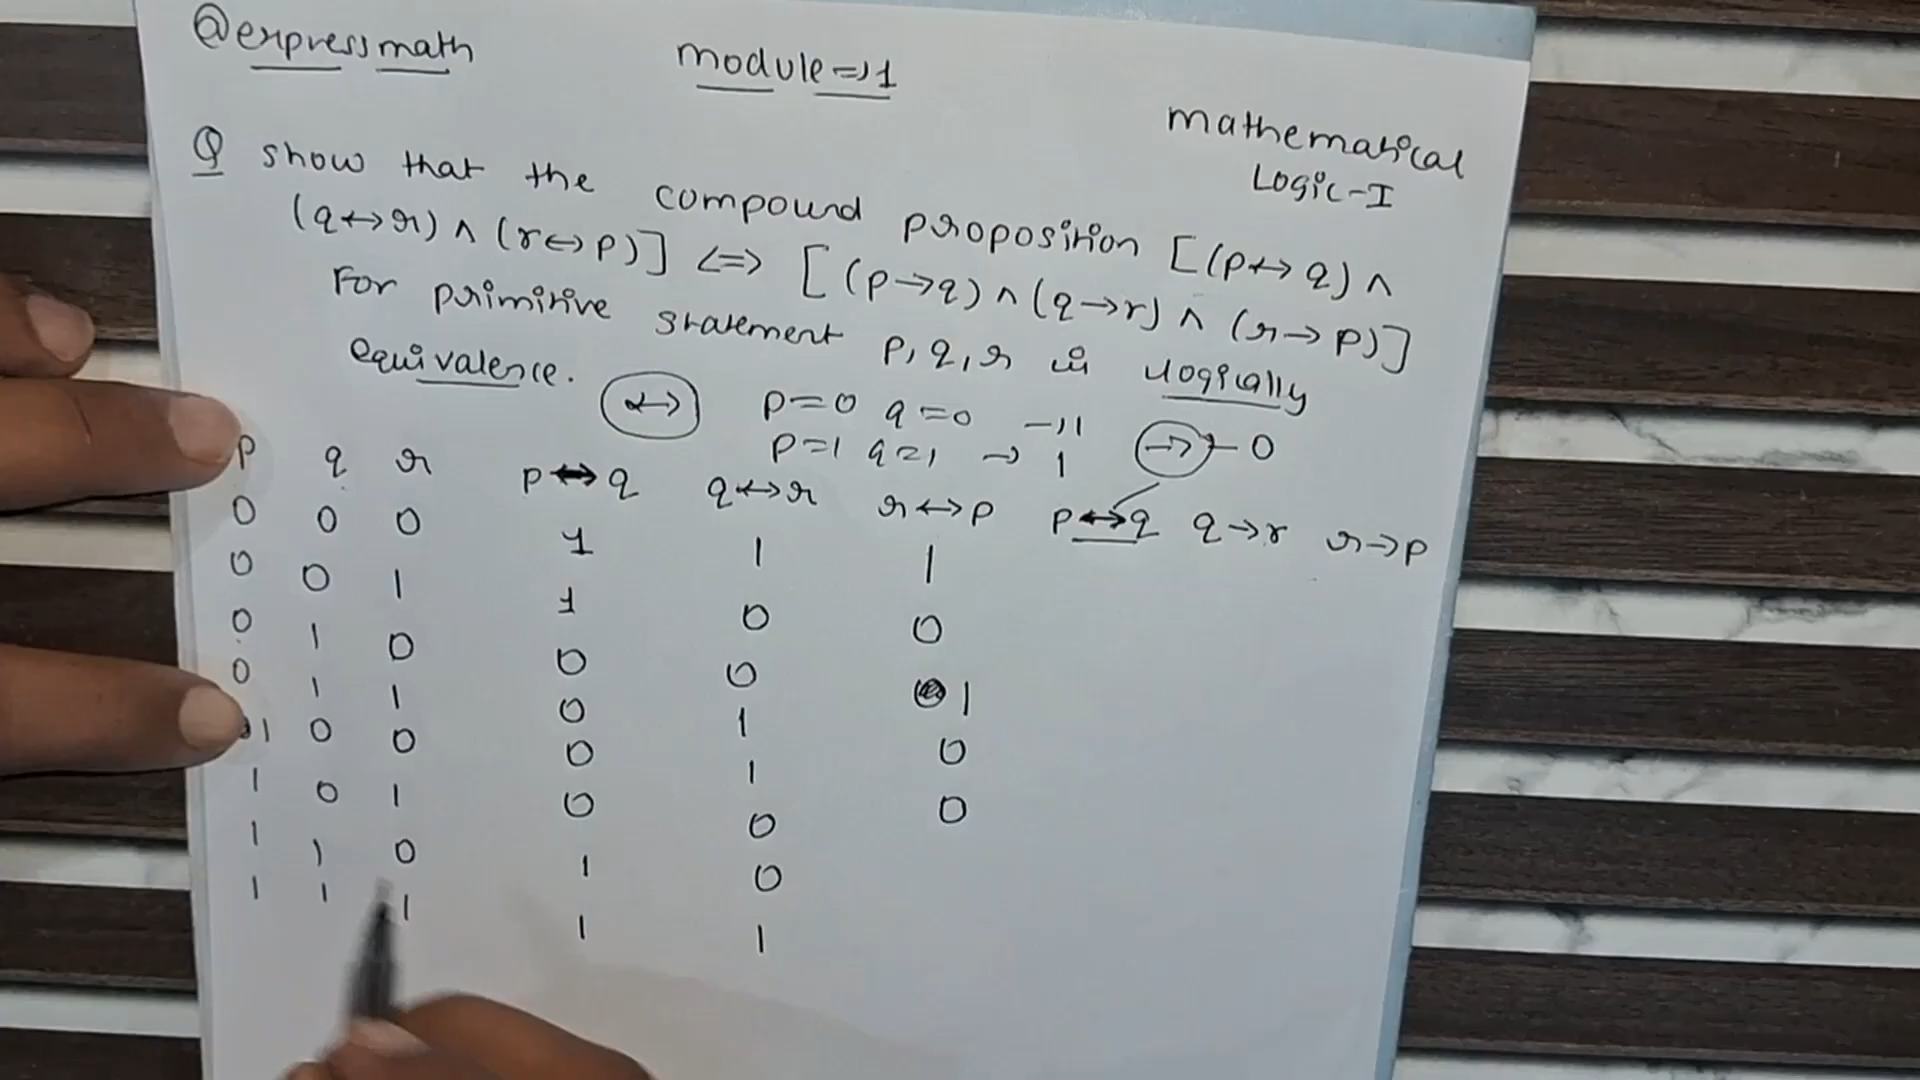 @expressmath
module=>1
mathematical
Logic-I
Q show that the compound proposition [(p↔q) ∧
(q↔r) ∧ (r↔p)] <=> [(p→q) ∧ (q→r) ∧ (r→p)]
For primitive statement p, q, r is logically
equivalence.
↔ p=0 q=0 →1
p=1 q=1 → 1
→ 0
p q r p↔q q↔r r↔p p↔q q→r r→p
0 0 0 1 1 1
0 0 1 1 0 0
0 1 0 0 0 1
0 1 1 0 1 0
1 0 0 0 1 0
1 0 1 0 0
1 1 0 1 0
1 1 1 1 1